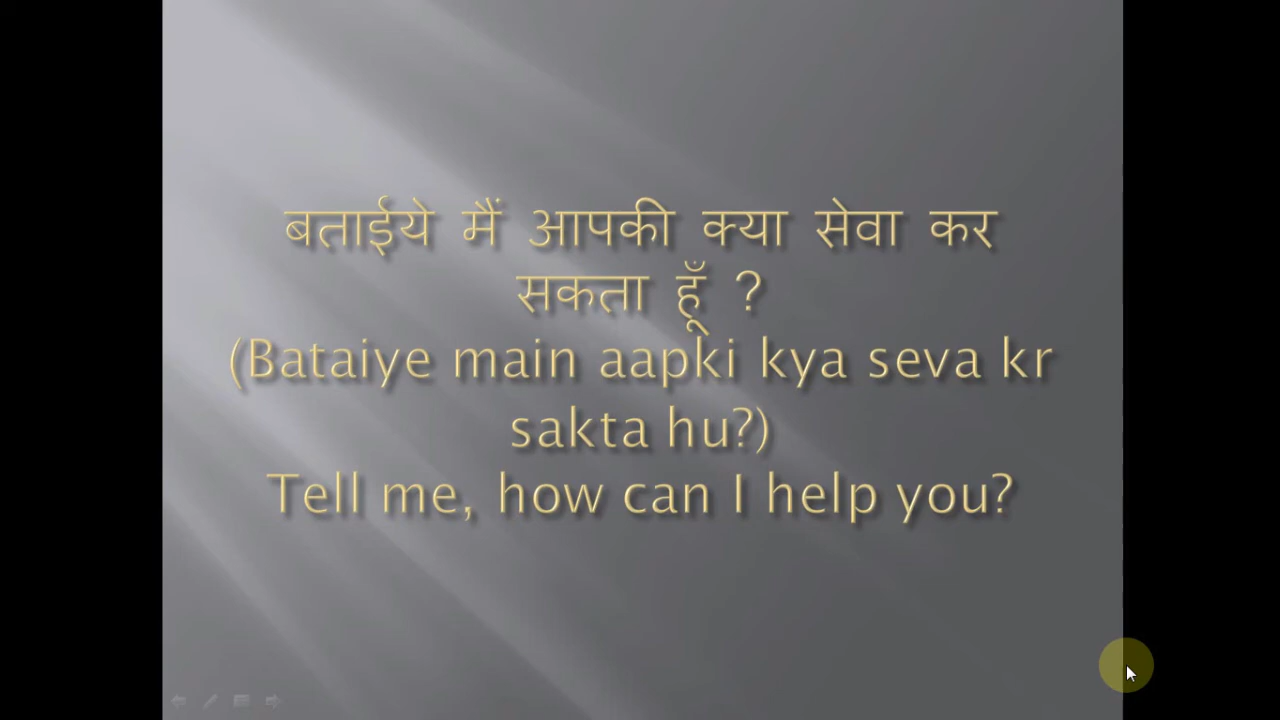 बताईये मैं आपकी क्या सेवा कर
सकता हूँ ?
(Bataiye main aapki kya seva kr
sakta hu?)
Tell me, how can I help you?